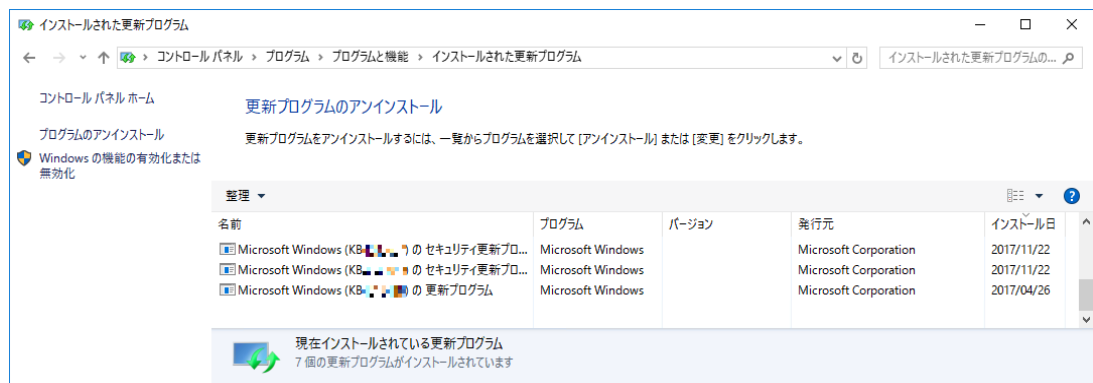 インストールされた更新プログラム
コントロール パネル › プログラム › プログラムと機能 › インストールされた更新プログラム
インストールされた更新プログラムの...
コントロール パネル ホーム
プログラムのアンインストール
Windows の機能の有効化または
無効化
更新プログラムのアンインストール
更新プログラムをアンインストールするには、一覧からプログラムを選択して [アンインストール] または [変更] をクリックします。
整理
名前 プログラム バージョン 発行元 インストール日
Microsoft Windows (KB ) の セキュリティ更新プロ... Microsoft Windows Microsoft Corporation 2017/11/22
Microsoft Windows (KB の セキュリティ更新プロ... Microsoft Windows Microsoft Corporation 2017/11/22
Microsoft Windows (KB ) の 更新プログラム Microsoft Windows Microsoft Corporation 2017/04/26
現在インストールされている更新プログラム
7 個の更新プログラムがインストールされています